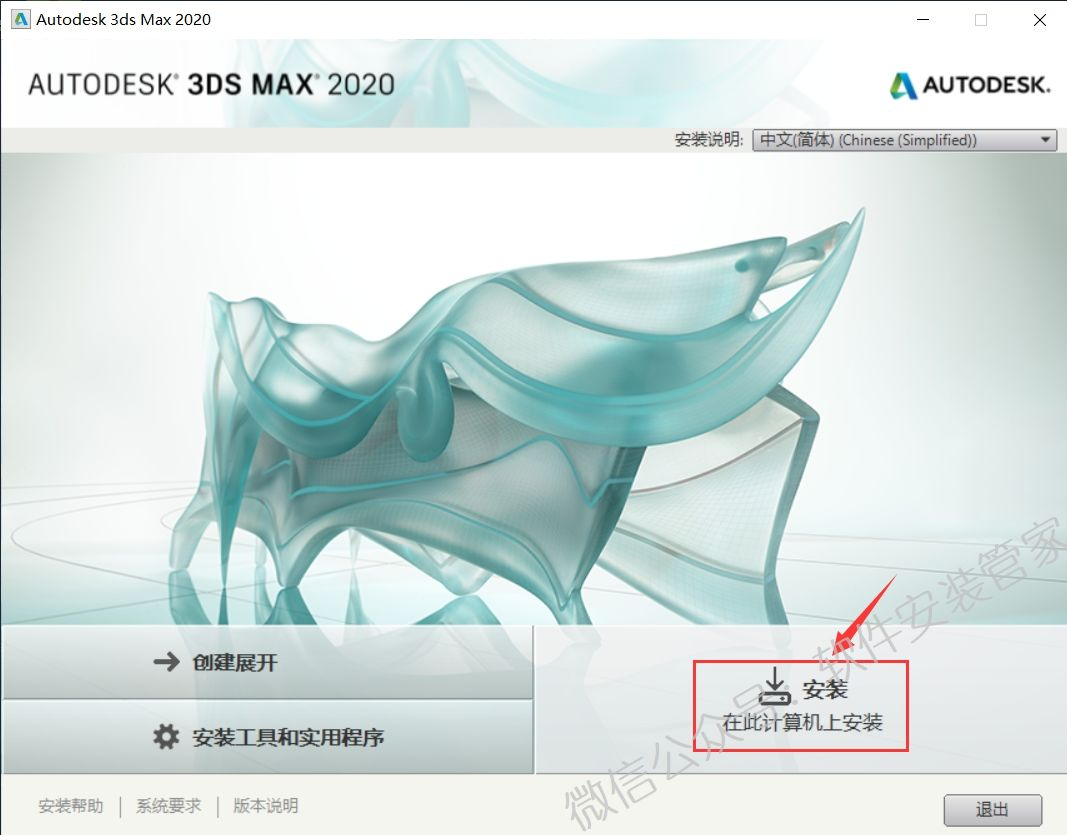 Autodesk 3ds Max 2020
AUTODESK® 3DS MAX® 2020
AUTODESK.
安装说明: 中文(简体) (Chinese (Simplified))
创建展开
安装
在此计算机上安装
安装工具和实用程序
微信公众号：软件安装管家
安装帮助 | 系统要求 | 版本说明
退出